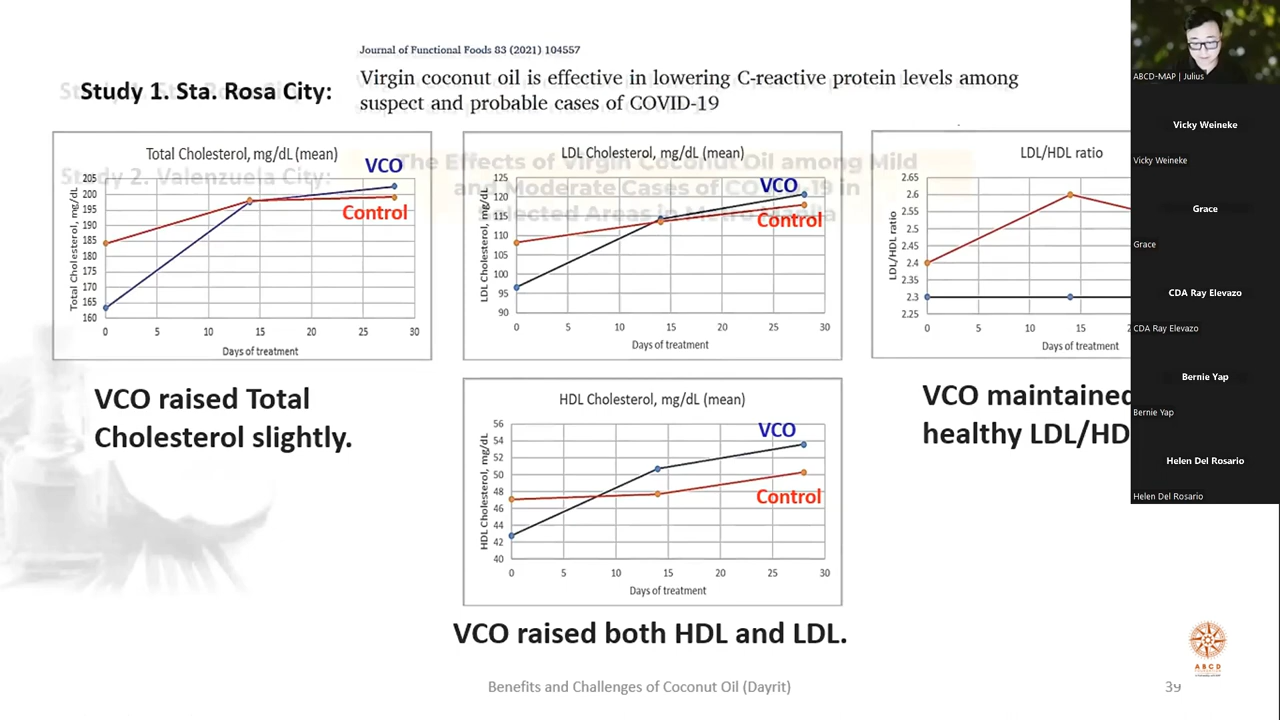 Journal of Functional Foods 83 (2021) 104557
Study 1. Sta. Rosa City:
Virgin coconut oil is effective in lowering C-reactive protein levels among
suspect and probable cases of COVID-19
Study 2. Valenzuela City:
The Effects of Virgin Coconut Oil among Mild
and Moderate Cases of COVID-19 in
Selected Areas in Metro Manila
Total Cholesterol, mg/dL (mean)
VCO
Control
Total Cholesterol, mg/dL
205
200
195
190
185
180
175
170
165
160
0 5 10 15 20 25 30
Days of treatment
VCO raised Total
Cholesterol slightly.
LDL Cholesterol, mg/dL (mean)
VCO
Control
LDL Cholesterol, mg/dL
125
120
115
110
105
100
95
90
0 5 10 15 20 25 30
Days of treatment
LDL/HDL ratio
LDL/HDL ratio
2.65
2.6
2.55
2.5
2.45
2.4
2.35
2.3
2.25
0 5 10 15
Days of treatment
VCO maintained
healthy LDL/HD
HDL Cholesterol, mg/dL (mean)
VCO
Control
HDL Cholesterol, mg/dL
56
54
52
50
48
46
44
42
40
0 5 10 15 20 25 30
Days of treatment
VCO raised both HDL and LDL.
Benefits and Challenges of Coconut Oil (Dayrit)
39
ABCD
ABCD-MAP | Julius
Vicky Weineke
Vicky Weineke
Grace
Grace
CDA Ray Elevazo
CDA Ray Elevazo
Bernie Yap
Bernie Yap
Helen Del Rosario
Helen Del Rosario